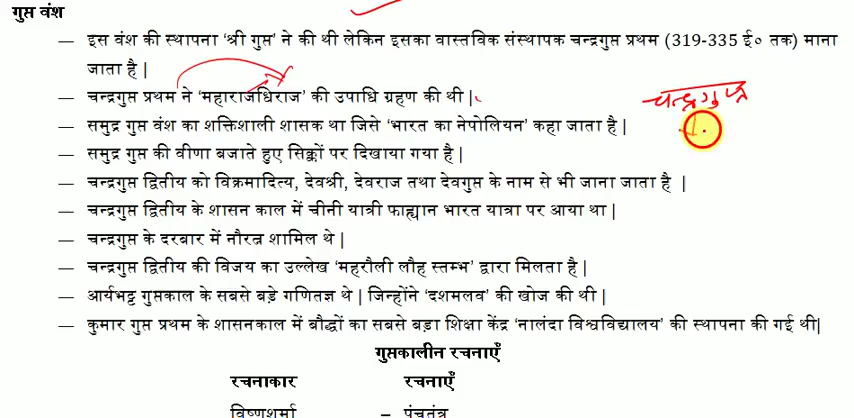 गुप्त वंश
— इस वंश की स्थापना ‘श्री गुप्त’ ने की थी लेकिन इसका वास्तविक संस्थापक चन्द्रगुप्त प्रथम (319-335 ई० तक) माना
जाता है |
— चन्द्रगुप्त प्रथम ने ‘महाराजधिराज’ की उपाधि ग्रहण की थी |
चन्द्रगुप्त
— समुद्र गुप्त वंश का शक्तिशाली शासक था जिसे ‘भारत का नेपोलियन’ कहा जाता है |
— समुद्र गुप्त की वीणा बजाते हुए सिक्कों पर दिखाया गया है |
— चन्द्रगुप्त द्वितीय को विक्रमादित्य, देवश्री, देवराज तथा देवगुप्त के नाम से भी जाना जाता है |
— चन्द्रगुप्त द्वितीय के शासन काल में चीनी यात्री फाह्यान भारत यात्रा पर आया था |
— चन्द्रगुप्त के दरबार में नौरत्न शामिल थे |
— चन्द्रगुप्त द्वितीय की विजय का उल्लेख ‘महरौली लौह स्तम्भ’ द्वारा मिलता है |
— आर्यभट्ट गुप्तकाल के सबसे बड़े गणितज्ञ थे | जिन्होंने ‘दशमलव’ की खोज की थी |
— कुमार गुप्त प्रथम के शासनकाल में बौद्धों का सबसे बड़ा शिक्षा केंद्र ‘नालंदा विश्वविद्यालय’ की स्थापना की गई थी|
गुप्तकालीन रचनाएँ
रचनाकार रचनाएँ
विष्णुशर्मा – पंचतंत्र